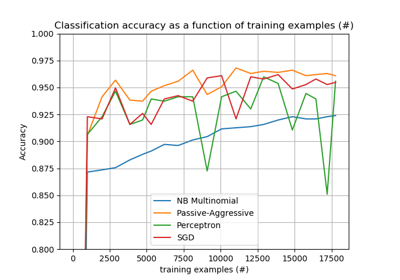 Classification accuracy as a function of training examples (#)
1.000
0.975
0.950
0.925
0.900
0.875
0.850
0.825
0.800
Accuracy
NB Multinomial
Passive-Aggressive
Perceptron
SGD
0 2500 5000 7500 10000 12500 15000 17500
training examples (#)